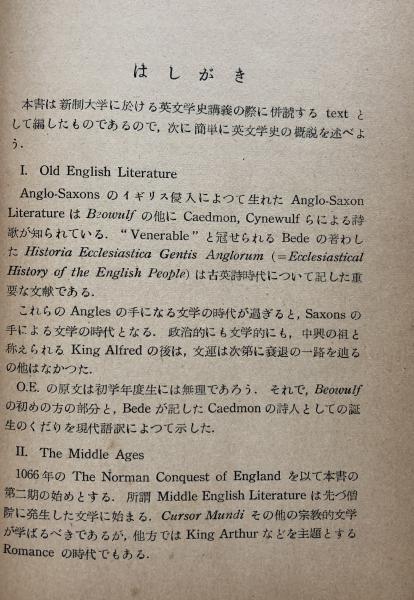 はしがき
本書は新制大学に於ける英文学史講義の際に併読する text と
して編したものであるので，次に簡単に英文学史の概説を述べよ
う．
I. Old English Literature
Anglo-Saxons のイギリス侵入によつて生れた Anglo-Saxon
Literature は Beowulf の他に Caedmon, Cynewulf らによる詩
歌が知られている．“Venerable” と冠せられる Bede の著わし
た Historia Ecclesiastica Gentis Anglorum (=Ecclesiastical
History of the English People) は古英詩時代について記した重
要な文献である．
これらの Angles の手になる文学の時代が過ぎると，Saxons の
手による文学の時代となる．政治的にも文学的にも，中興の祖と
称えられる King Alfred の後は，文運は次第に衰退の一路を辿る
の他はなかつた．
O.E. の原文は初学年度生には無理であろう．それで，Beowulf
の初めの方の部分と，Bede が記した Caedmon の詩人としての誕
生のくだりを現代語訳によつて示した．
II. The Middle Ages
1066年の The Norman Conquest of England を以て本書の
第二期の始めとする．所謂 Middle English Literature は先づ僧
院に発生した文学に始まる．Cursor Mundi その他の宗教的文学
が学ばるべきであるが，他方では King Arthur などを主題とする
Romance の時代でもある．